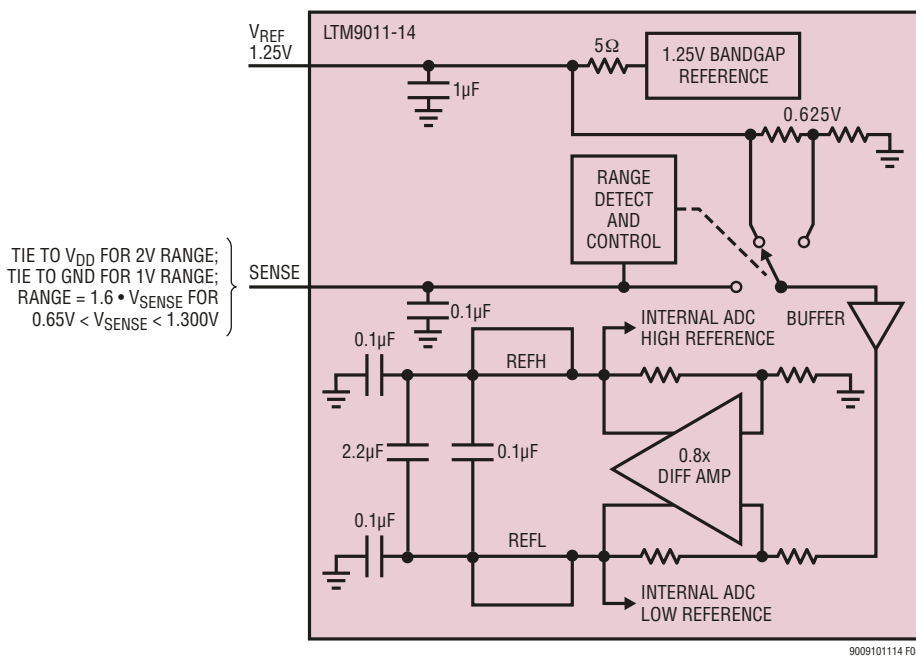 LTM9011-14
VREF
1.25V
5Ω
1.25V BANDGAP
REFERENCE
1µF
0.625V
RANGE
DETECT
AND
CONTROL
TIE TO VDD FOR 2V RANGE;
TIE TO GND FOR 1V RANGE;
RANGE = 1.6 • VSENSE FOR
0.65V < VSENSE < 1.300V
SENSE
0.1µF
BUFFER
INTERNAL ADC
HIGH REFERENCE
0.1µF
REFH
2.2µF
0.1µF
0.8x
DIFF AMP
0.1µF
REFL
INTERNAL ADC
LOW REFERENCE